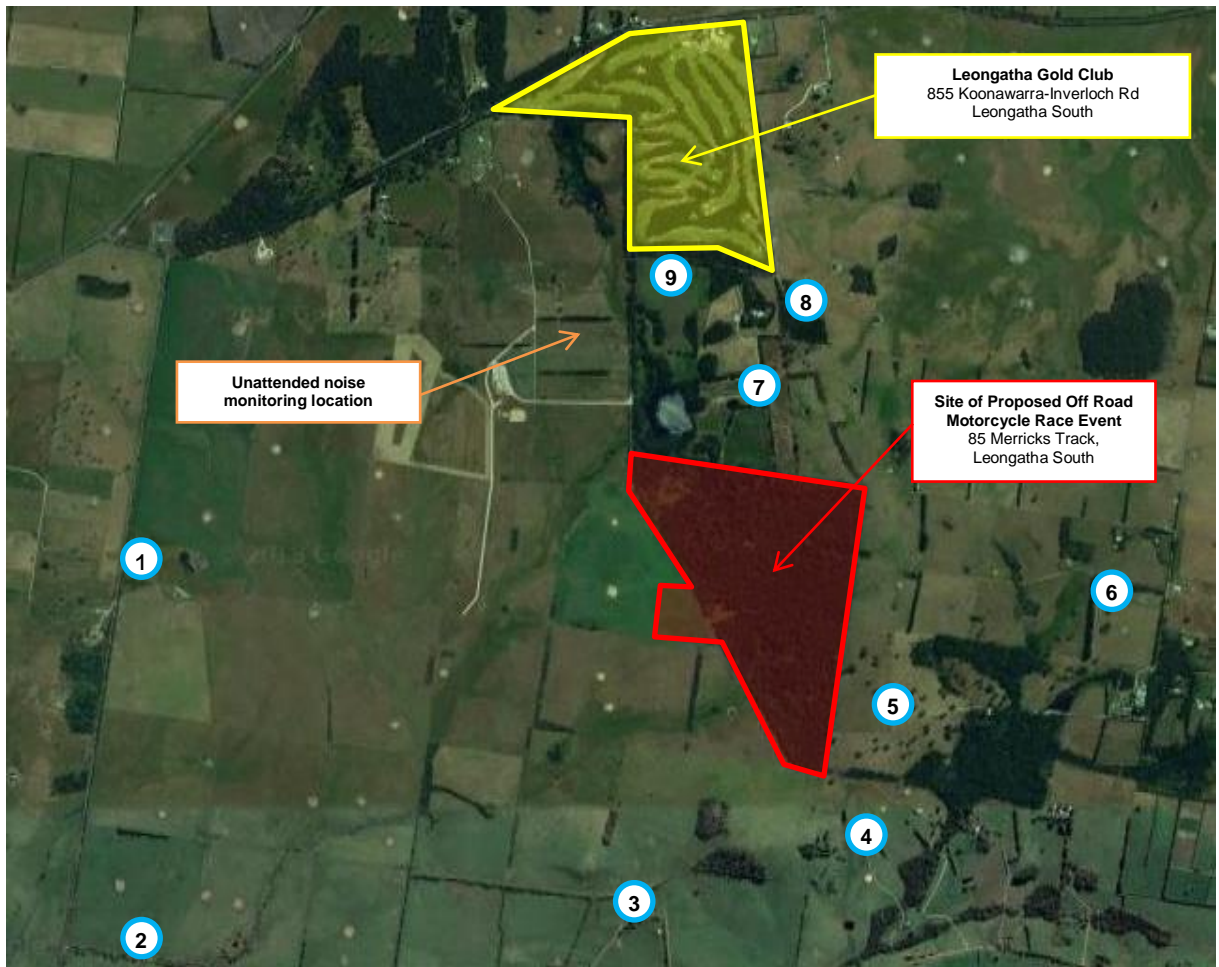 Leongatha Gold Club
855 Koonawarra-Inverloch Rd
Leongatha South
9
8
Unattended noise
monitoring location
7
Site of Proposed Off Road
Motorcycle Race Event
85 Merricks Track,
Leongatha South
1
6
5
4
3
2